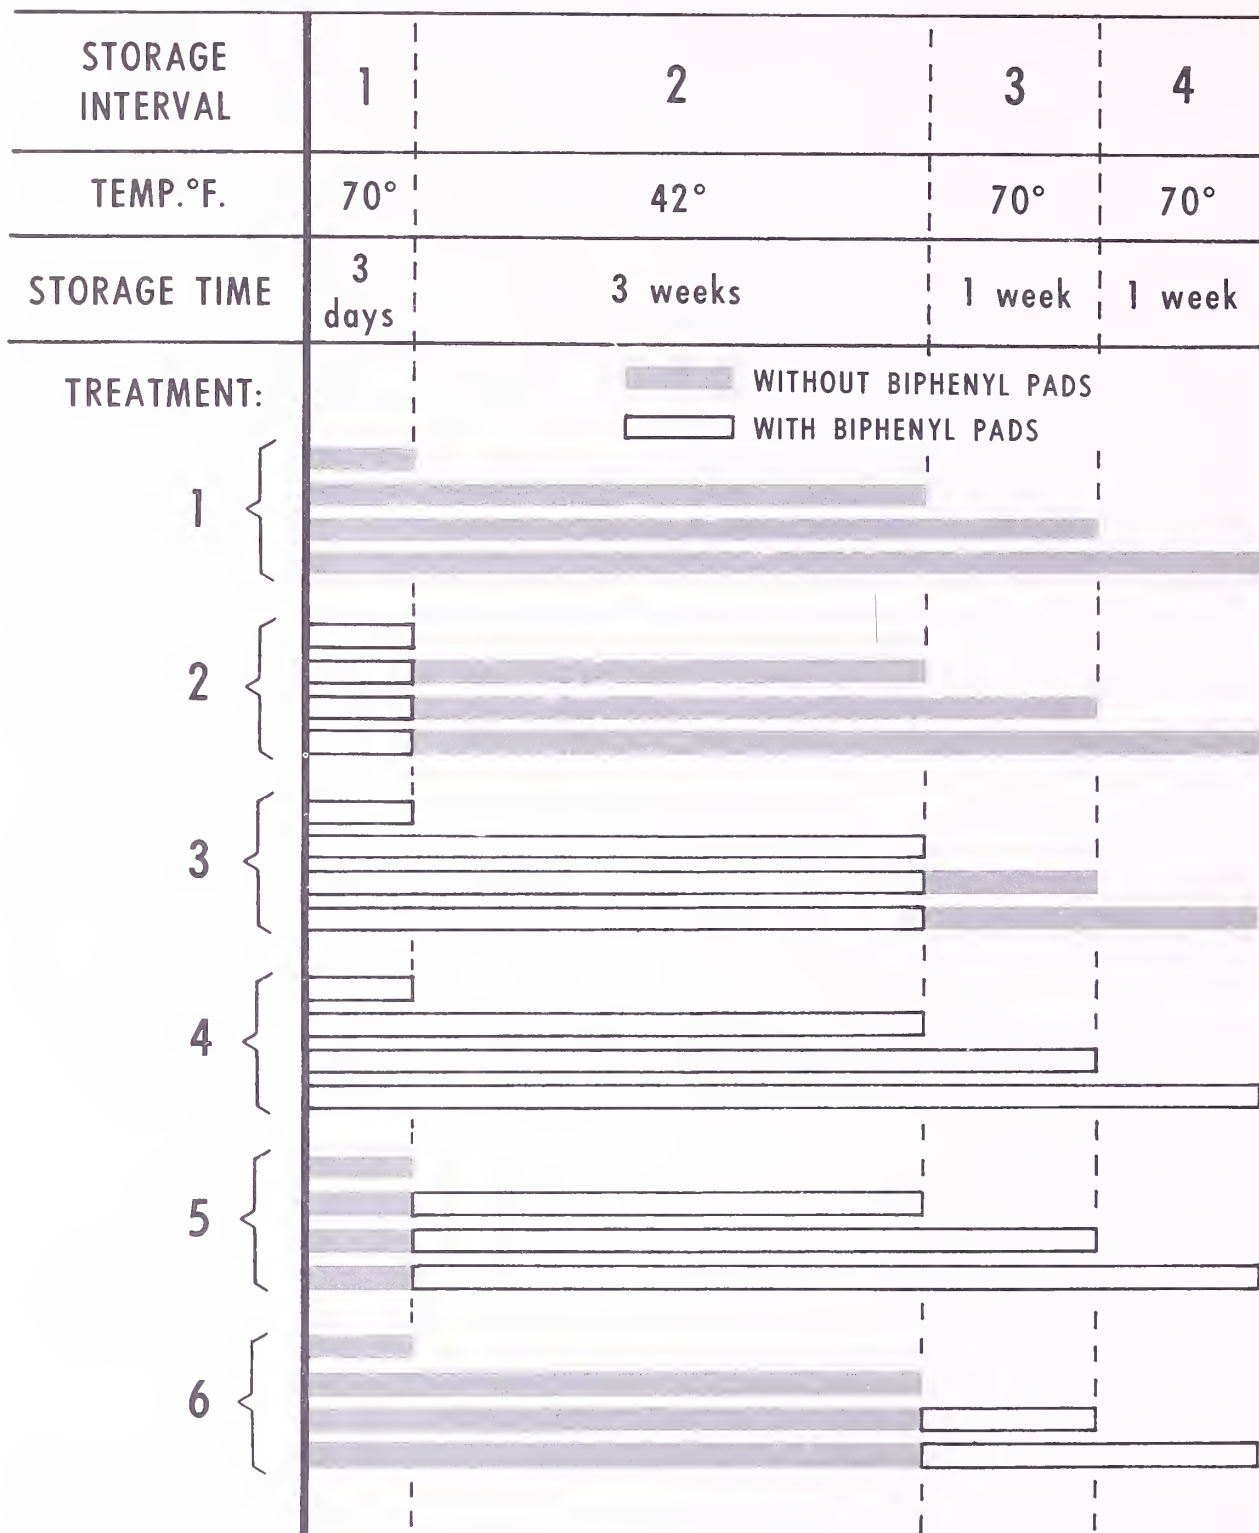 STORAGE
INTERVAL
1 2 3 4
TEMP.°F. 70° 42° 70° 70°
STORAGE TIME 3 days 3 weeks 1 week 1 week
TREATMENT:
WITHOUT BIPHENYL PADS
WITH BIPHENYL PADS
1
2
3
4
5
6